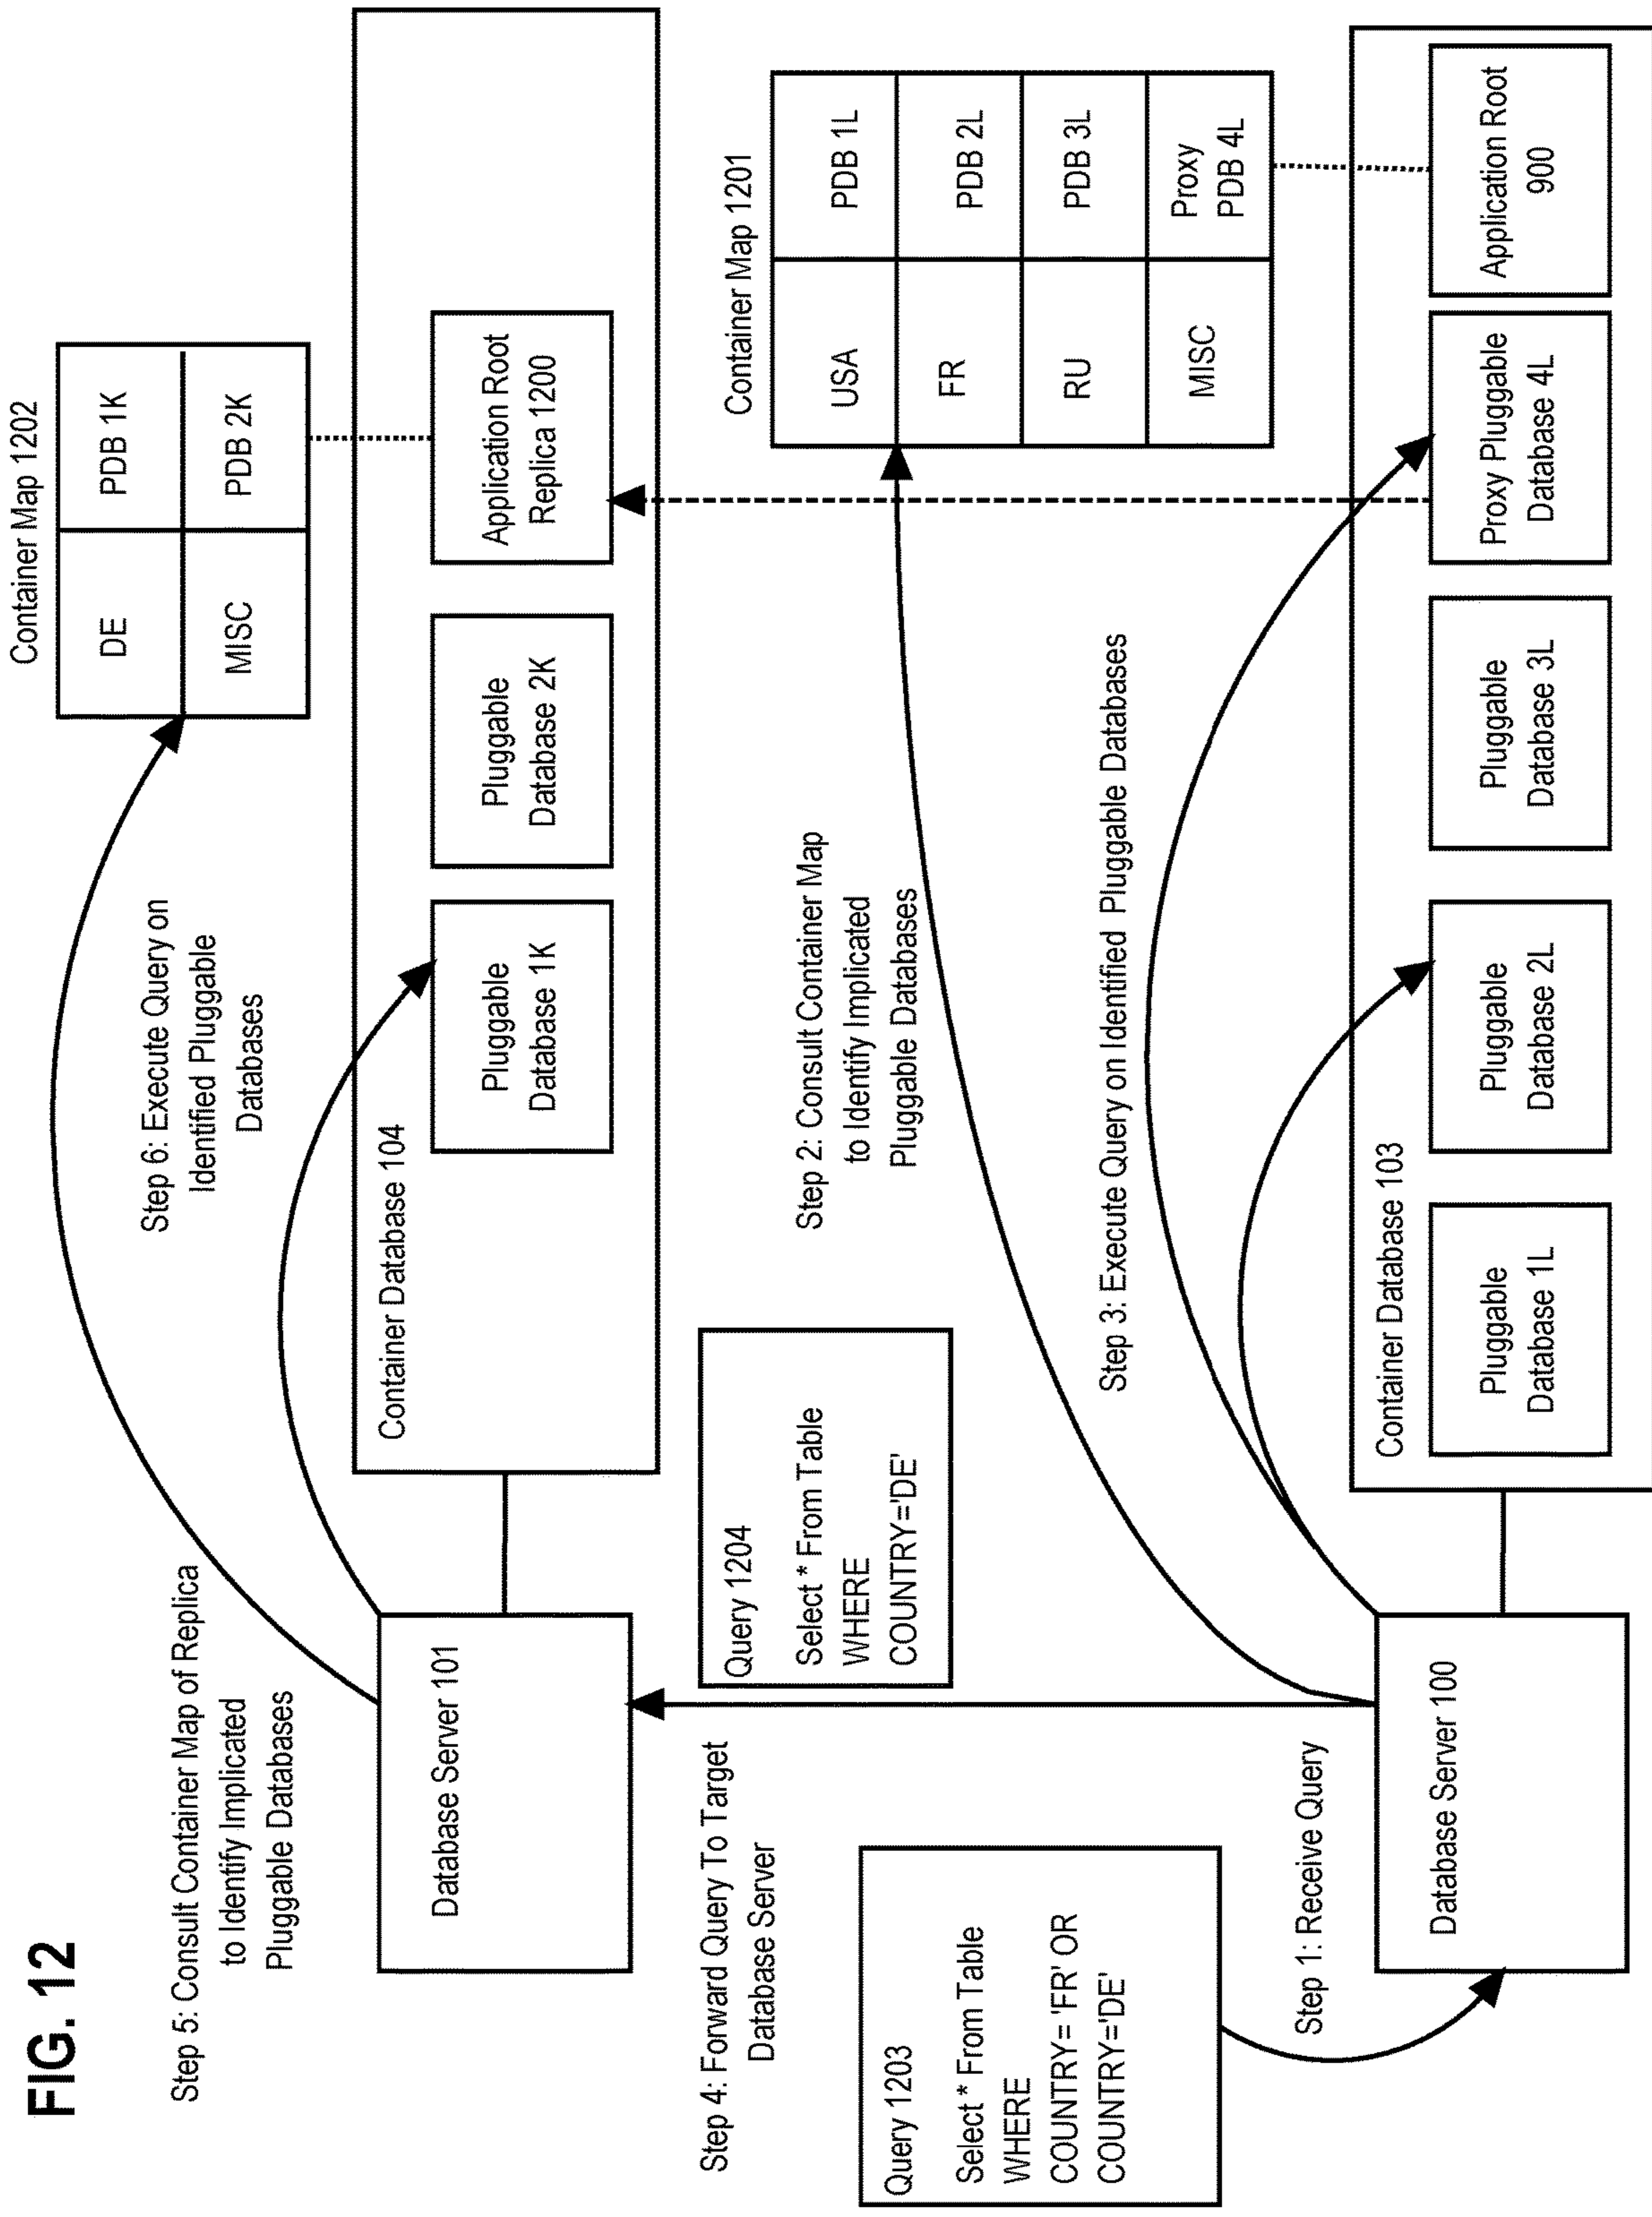 FIG. 12
Step 5: Consult Container Map of Replica
to Identify Implicated
Pluggable Databases
Step 6: Execute Query on
Identified Pluggable
Databases
Container Map 1202
DE
PDB 1K
MISC
PDB 2K
Database Server 101
Container Database 104
Pluggable
Database 1K
Pluggable
Database 2K
Application Root
Replica 1200
Step 4: Forward Query To Target
Database Server
Query 1204
Select * From Table
WHERE
COUNTRY='DE'
Step 2: Consult Container Map
to Identify Implicated
Pluggable Databases
Container Map 1201
USA
PDB 1L
FR
PDB 2L
RU
PDB 3L
MISC
Proxy
PDB 4L
Query 1203
Select * From Table
WHERE
COUNTRY= 'FR' OR
COUNTRY='DE'
Step 3: Execute Query on Identified Pluggable Databases
Step 1: Receive Query
Database Server 100
Container Database 103
Pluggable
Database 1L
Pluggable
Database 2L
Pluggable
Database 3L
Proxy Pluggable
Database 4L
Application Root
900